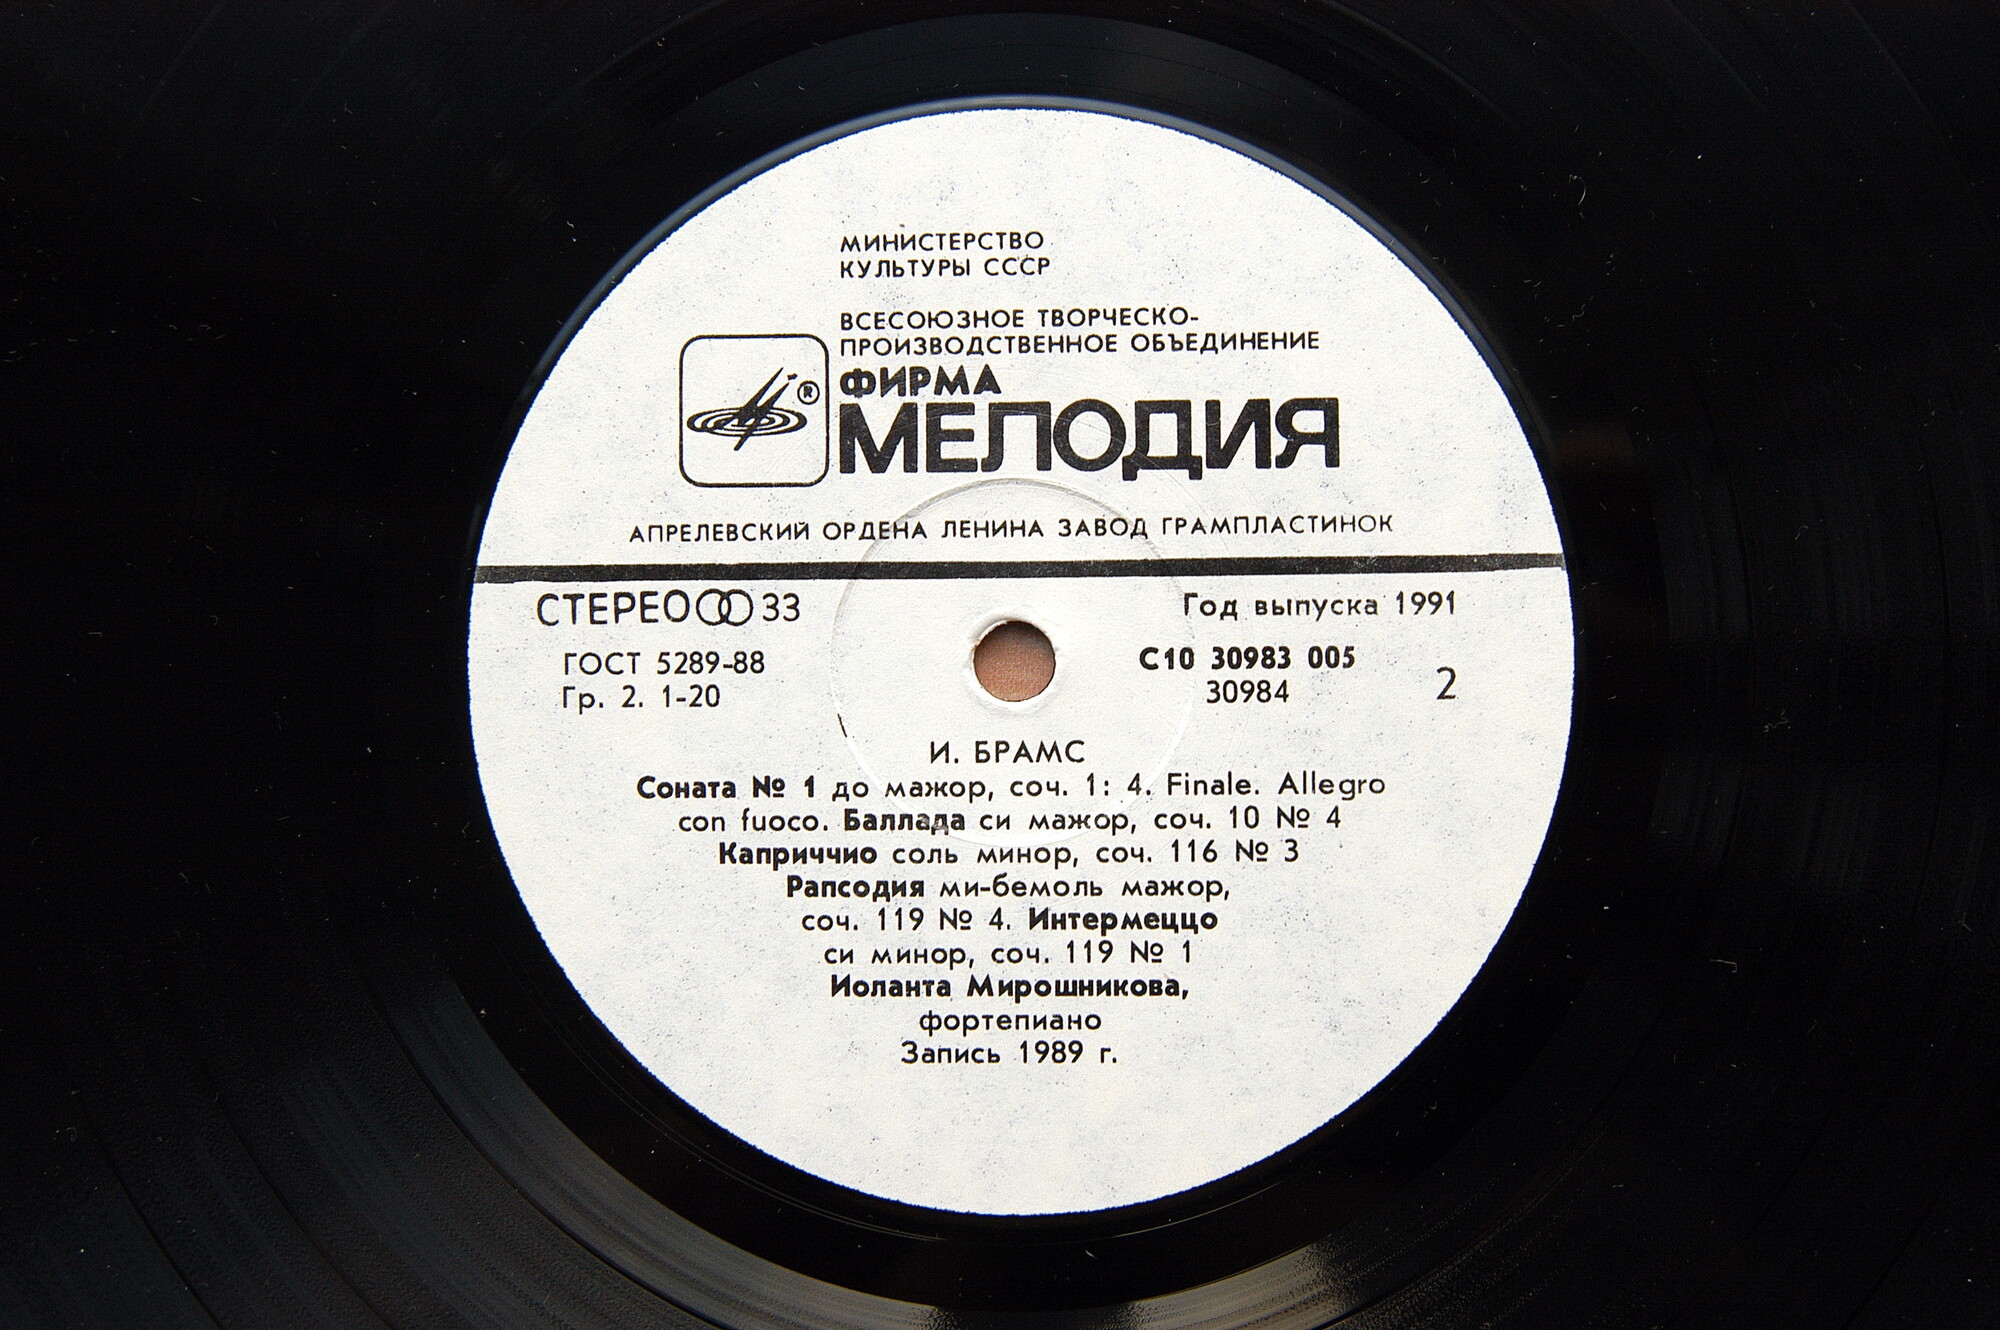 МИНИСТЕРСТВО
КУЛЬТУРЫ СССР
ВСЕСОЮЗНОЕ ТВОРЧЕСКО-
ПРОИЗВОДСТВЕННОЕ ОБЪЕДИНЕНИЕ
®
ФИРМА
МЕЛОДИЯ
АПРЕЛЕВСКИЙ ОРДЕНА ЛЕНИНА ЗАВОД ГРАМПЛАСТИНОК
СТЕРЕО 33
Год выпуска 1991
ГОСТ 5289-88
Гр. 2. 1-20
С10 30983 005
30984
2
И. БРАМС
Соната № 1 до мажор, соч. 1: 4. Finale. Allegro
con fuoco. Баллада си мажор, соч. 10 № 4
Каприччио соль минор, соч. 116 № 3
Рапсодия ми-бемоль мажор,
соч. 119 № 4. Интермеццо
си минор, соч. 119 № 1
Иоланта Мирошникова,
фортепиано
Запись 1989 г.